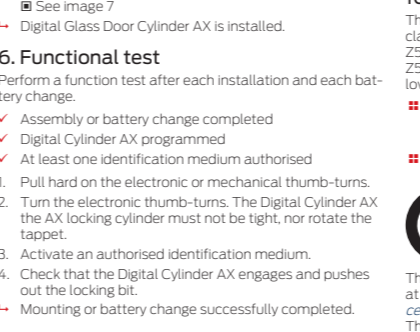 See image 7
Digital Glass Door Cylinder AX is installed.
6. Functional test
Perform a function test after each installation and each bat-
tery change.
Assembly or battery change completed
Digital Cylinder AX programmed
At least one identification medium authorised
1. Pull hard on the electronic or mechanical thumb-turns.
2. Turn the electronic thumb-turns. The Digital Cylinder AX
the AX locking cylinder must not be tight, nor rotate the
tappet.
3. Activate an authorised identification medium.
4. Check that the Digital Cylinder AX engages and pushes
out the locking bit.
Mounting or battery change successfully completed.